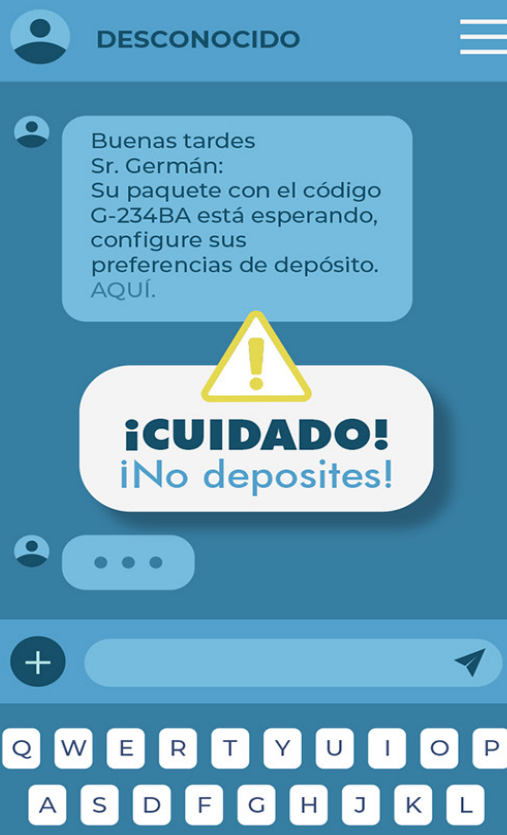 DESCONOCIDO
Buenas tardes
Sr. Germán:
Su paquete con el código
G-234BA está esperando,
configure sus
preferencias de depósito.
AQUÍ.
!
¡CUIDADO!
¡No deposites!
+
Q W E R T Y U I O P
A S D F G H J K L